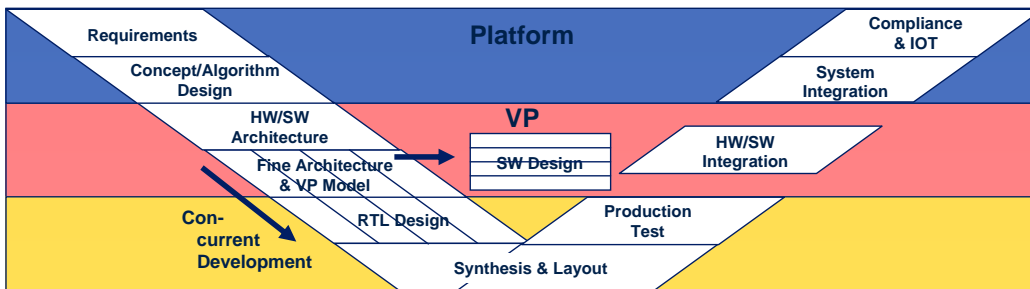 Requirements
Platform
Compliance
& IOT
Concept/Algorithm
Design
System
Integration
HW/SW
Architecture
VP
Fine Architecture
& VP Model
SW Design
HW/SW
Integration
Con-
current
Development
RTL Design
Production
Test
Synthesis & Layout